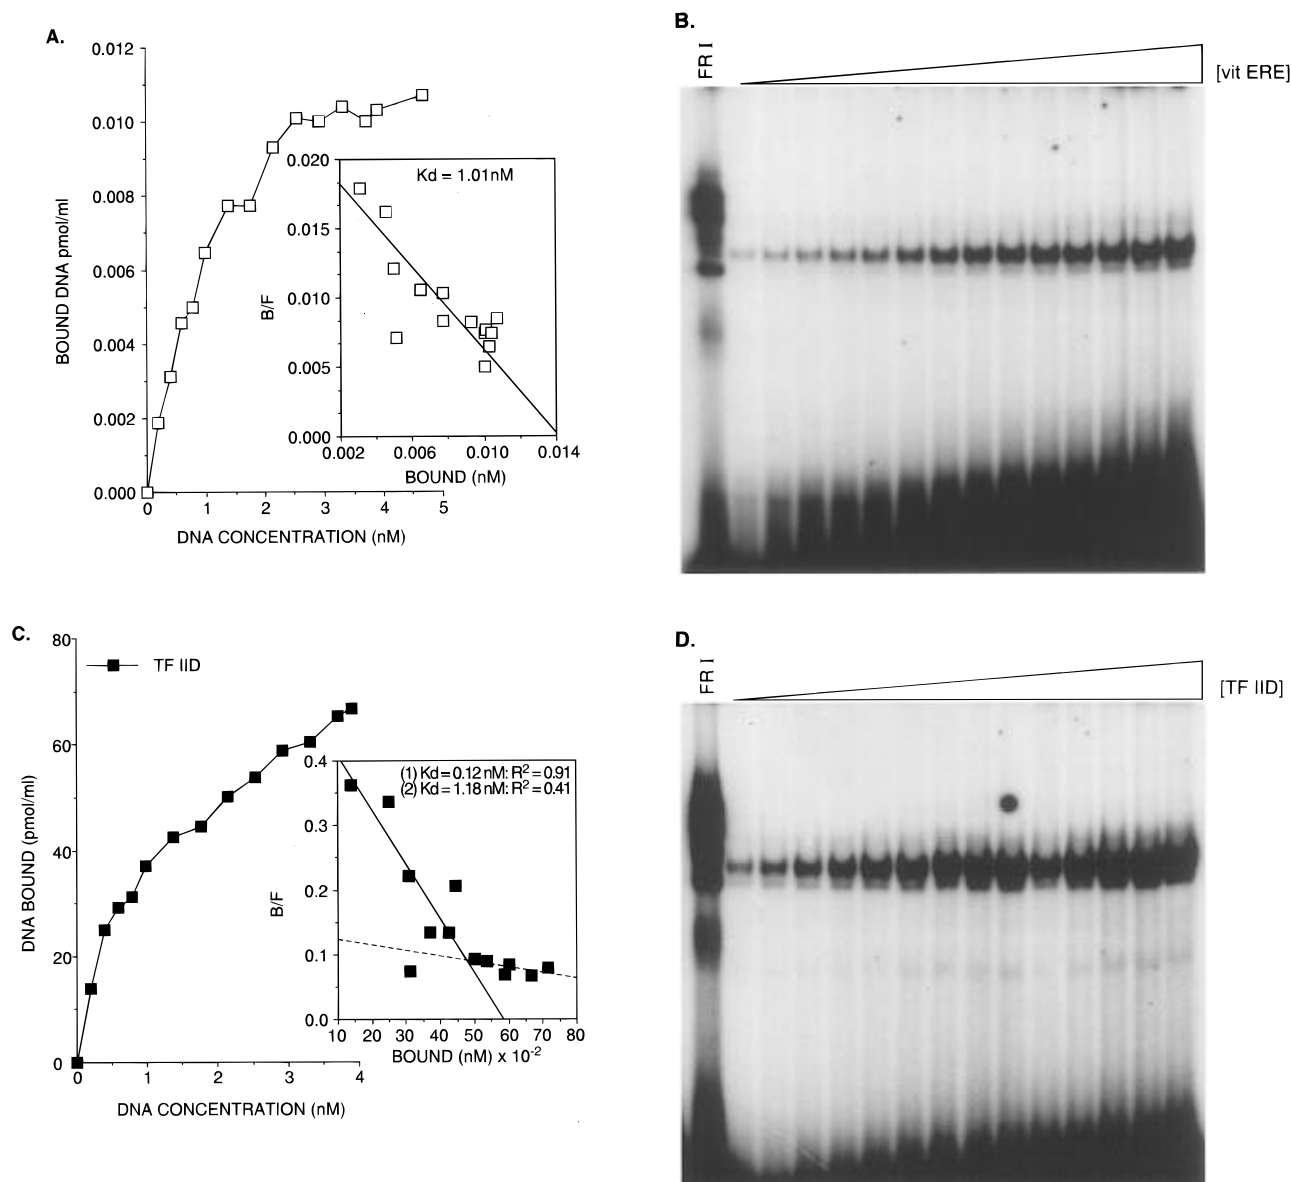 A.
0.012
0.010
0.008
0.006
0.004
0.002
0.000
BOUND DNA pmol/ml
0 1 2 3 4 5
DNA CONCENTRATION (nM)
Kd = 1.01nM
0.020
0.015
0.010
0.005
0.000
B/F
0.002 0.006 0.010 0.014
BOUND (nM)
B.
FR I
[vit ERE]
C.
80
60
40
20
0
DNA BOUND (pmol/ml)
TF IID
0 1 2 3 4
DNA CONCENTRATION (nM)
(1) Kd = 0.12 nM: R² = 0.91
(2) Kd = 1.18 nM: R² = 0.41
0.4
0.3
0.2
0.1
0.0
B/F
10 20 30 40 50 60 70 80
BOUND (nM) x 10⁻²
D.
FR I
[TF IID]